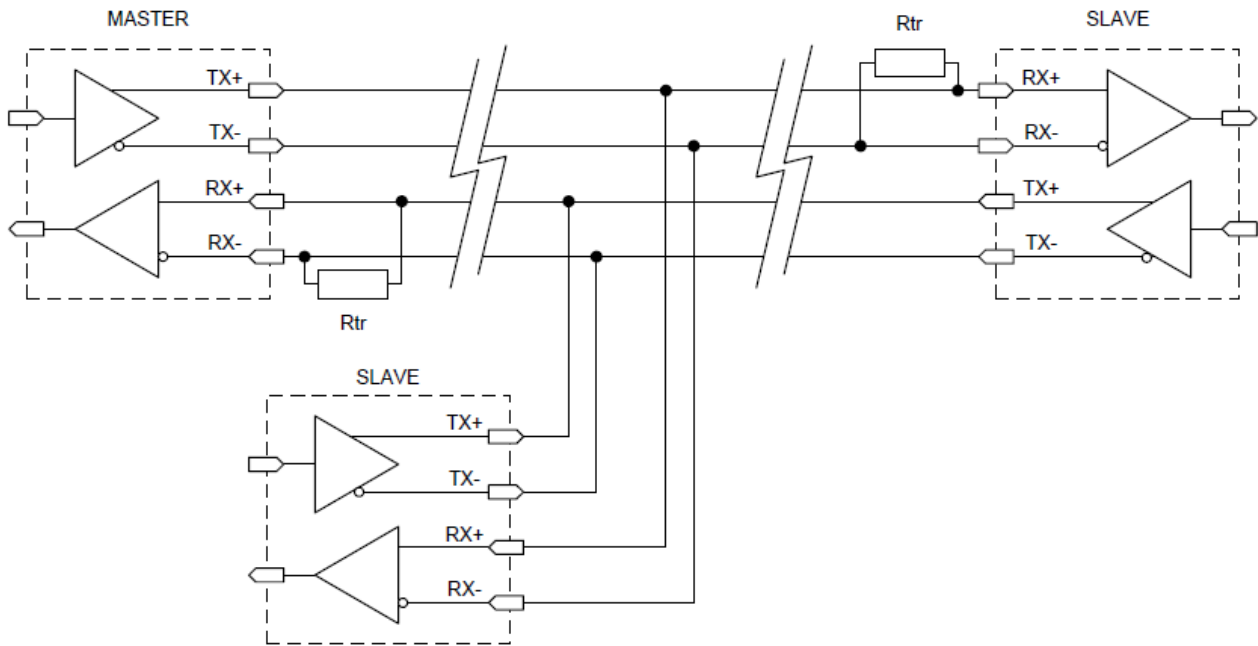 MASTER
Rtr
SLAVE
TX+
RX+
TX-
RX-
RX+
TX+
RX-
TX-
Rtr
SLAVE
TX+
TX-
RX+
RX-